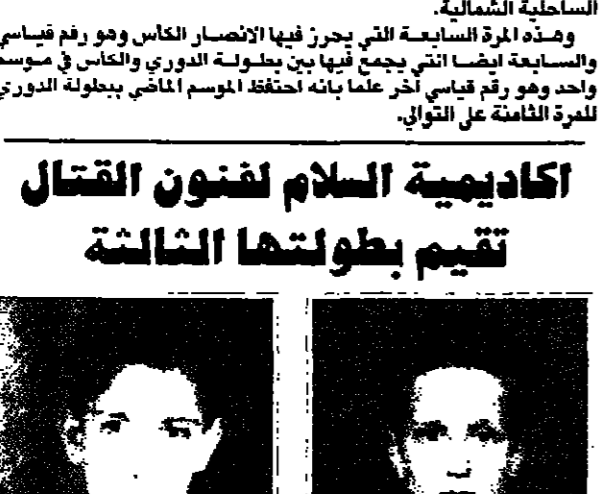 الساحلية الشمالية.
وهذه المرة السابعة التي يحرز فيها الانصار الكأس وهو رقم قياسي
والسابعة ايضا التي يجمع فيها بين بطولة الدوري والكأس في موسم
واحد وهو رقم قياسي آخر علما بانه احتفظ الموسم الماضي ببطولة الدوري
للمرة الثامنة على التوالي.
اكاديمية السلام لفنون القتال
تقيم بطولتها الثالثة